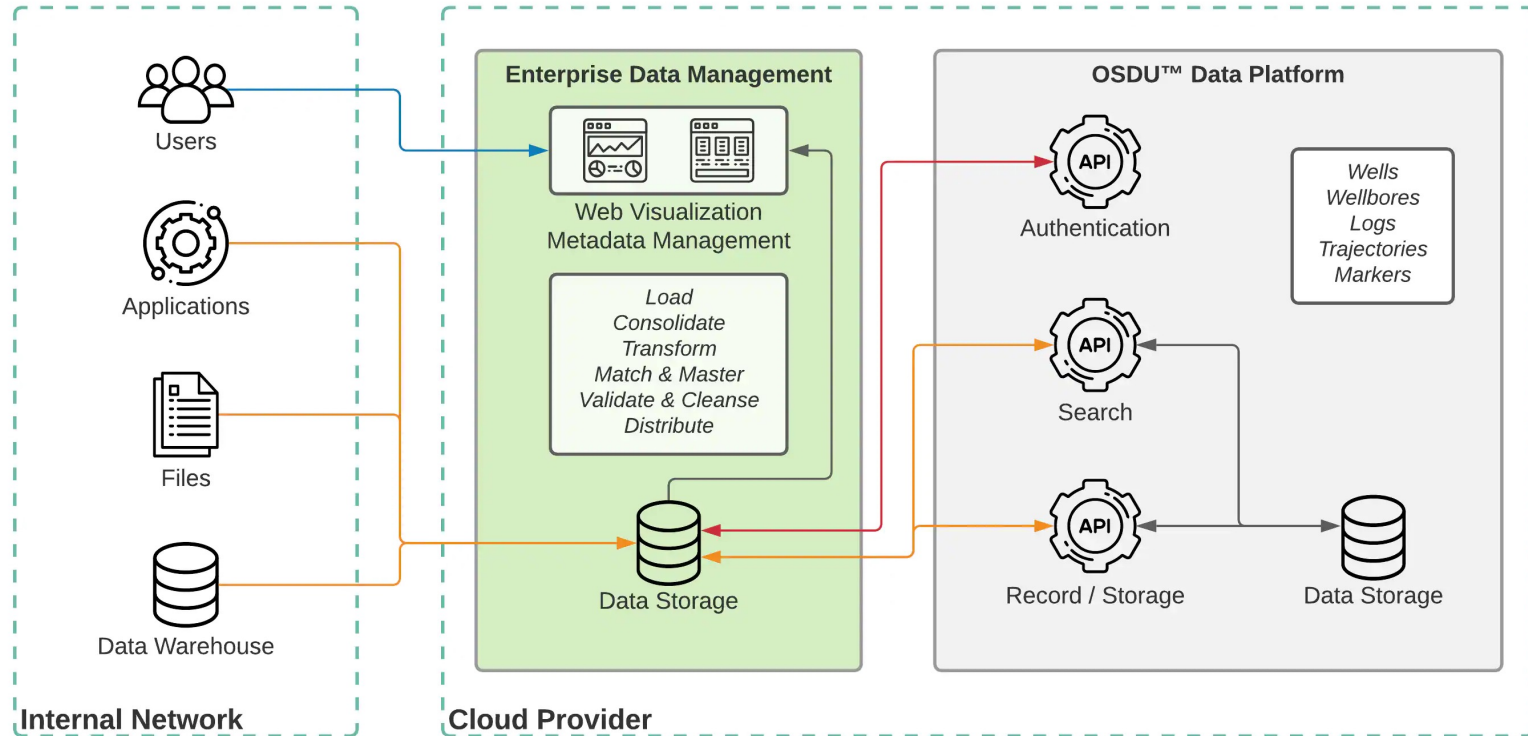 Users
Applications
Files
Data Warehouse
Internal Network
Enterprise Data Management
Web Visualization
Metadata Management
Load
Consolidate
Transform
Match & Master
Validate & Cleanse
Distribute
Data Storage
OSDU™ Data Platform
API
Authentication
Wells
Wellbores
Logs
Trajectories
Markers
API
Search
API
Record / Storage
Data Storage
Cloud Provider